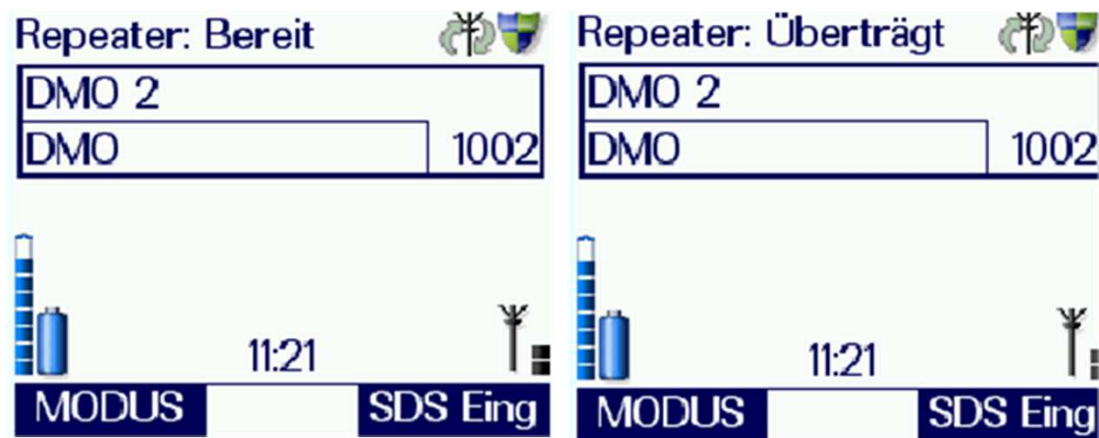 Repeater: Bereit
DMO 2
DMO 1002
11:21
MODUS SDS Eing
Repeater: Überträgt
DMO 2
DMO 1002
11:21
MODUS SDS Eing